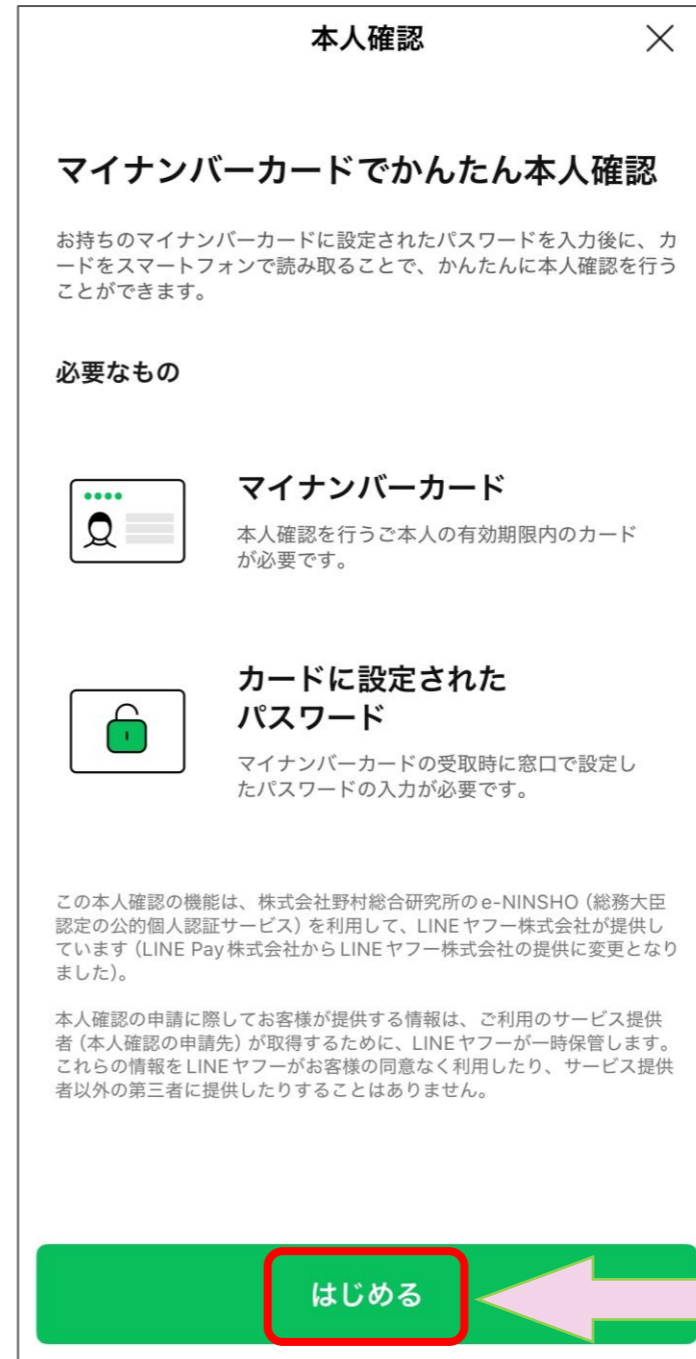 本人確認
マイナンバーカードでかんたん本人確認
お持ちのマイナンバーカードに設定されたパスワードを入力後に、カ
ードをスマートフォンで読み取ることで、かんたんに本人確認を行う
ことができます。
必要なもの
マイナンバーカード
本人確認を行うご本人の有効期限内のカード
が必要です。
カードに設定された
パスワード
マイナンバーカードの受取時に窓口で設定し
たパスワードの入力が必要です。
この本人確認の機能は、株式会社野村総合研究所のe-NINSHO（総務大臣
認定の公的個人認証サービス）を利用して、LINEヤフー株式会社が提供し
ています（LINE Pay株式会社からLINEヤフー株式会社の提供に変更となり
ました）。
本人確認の申請に際してお客様が提供する情報は、ご利用のサービス提供
者（本人確認の申請先）が取得するために、LINEヤフーが一時保管します。
これらの情報をLINEヤフーがお客様の同意なく利用したり、サービス提供
者以外の第三者に提供したりすることはありません。
はじめる